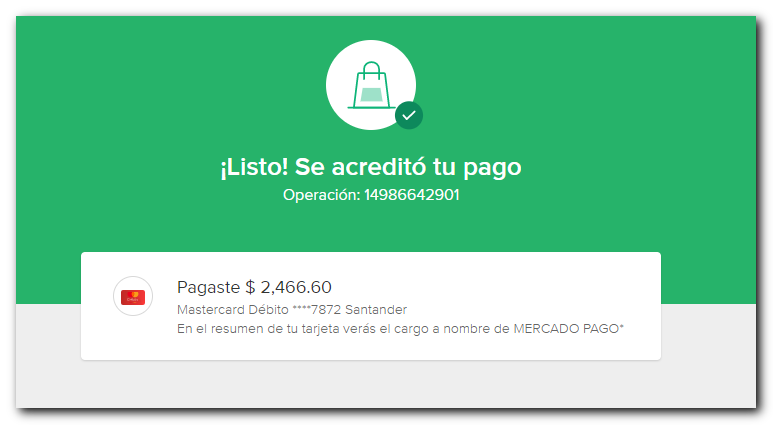 ¡Listo! Se acreditó tu pago
Operación: 14986642901
Pagaste $ 2,466.60
Mastercard Débito ****7872 Santander
En el resumen de tu tarjeta verás el cargo a nombre de MERCADO PAGO*